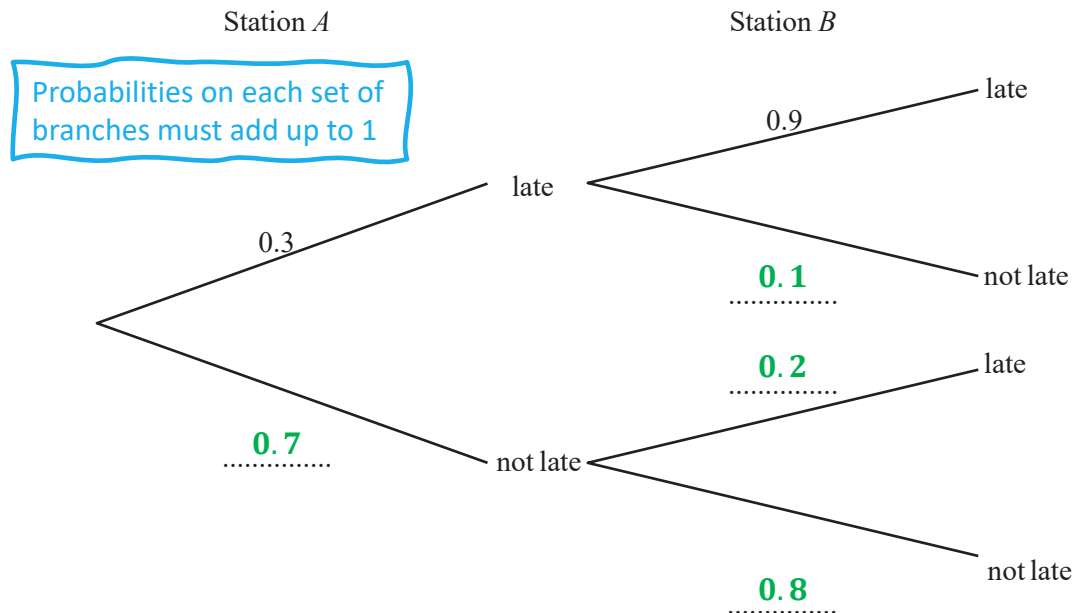 Station A
Station B
Probabilities on each set of
branches must add up to 1
late
0.9
late
0.3
not late
0.1
late
0.2
0.7
not late
not late
0.8